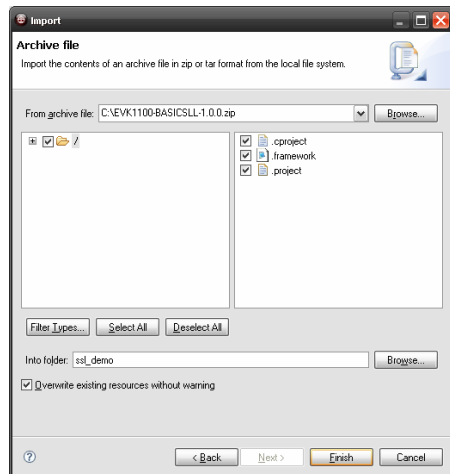 Import
Archive file
Import the contents of an archive file in zip or tar format from the local file system.
From archive file: C:\EVK1100-BASICSLL-1.0.0.zip Browse...
/
.cproject
.framework
.project
Filter Types... Select All Deselect All
Into folder: ssl_demo Browse...
Overwrite existing resources without warning
? < Back Next > Finish Cancel